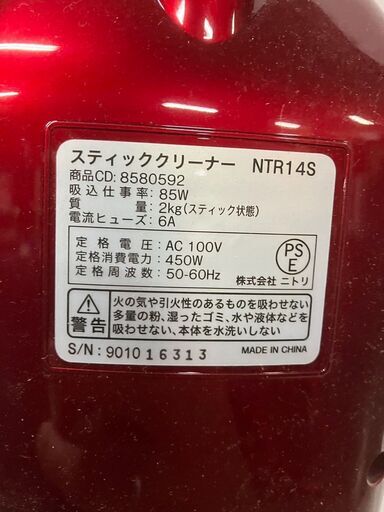 スティッククリーナー NTR14S
商品CD: 8580592
吸込仕事率: 85W
質 量: 2kg(スティック状態)
電流ヒューズ: 6A
定格電圧: AC 100V
定格消費電力: 450W
定格周波数: 50-60Hz
PS
E
株式会社 ニトリ
警告
火の気や引火性のあるものを吸わせない
多量の粉、湿ったゴミ、水や液体などを
吸わせない、本体を水洗いしない。
S/N: 901016313
MADE IN CHINA